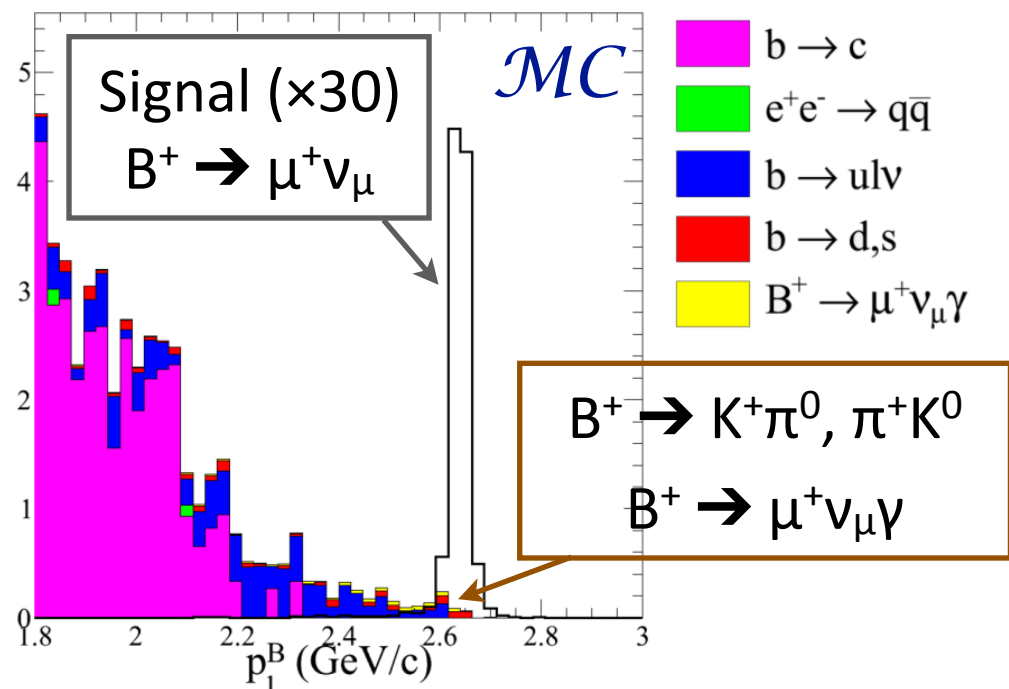 Signal (×30)
B⁺ ➔ μ⁺ν_μ
MC
b → c
e⁺e⁻ → qq̅
b → ulν
b → d,s
B⁺ → μ⁺ν_μγ
B⁺ ➔ K⁺π⁰, π⁺K⁰
B⁺ ➔ μ⁺ν_μγ
5
4
3
2
1
0
1.8 2 2.2 2.4 2.6 2.8 3
p_l^B (GeV/c)